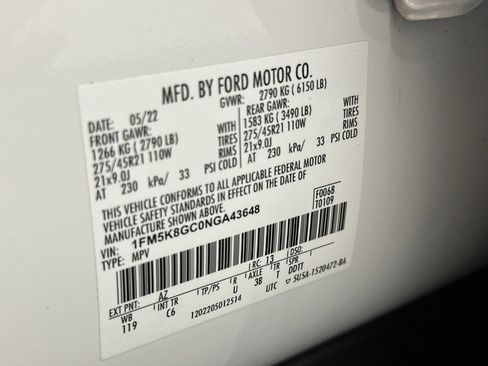 MFD. BY FORD MOTOR CO.
DATE: 05/22 GVWR: 2790 KG ( 6150 LB)
FRONT GAWR: REAR GAWR:
1266 KG ( 2790 LB) WITH 1583 KG ( 3490 LB) WITH
275/45R21 110W TIRES 275/45R21 110W TIRES
21x9.0J RIMS 21x9.0J RIMS
AT 230 kPa/ 33 PSI COLD AT 230 kPa/ 33 PSI COLD
THIS VEHICLE CONFORMS TO ALL APPLICABLE FEDERAL MOTOR
VEHICLE SAFETY STANDARDS IN EFFECT ON THE DATE OF
MANUFACTURE SHOWN ABOVE.
VIN: 1FM5K8GC0NGA43648 F0068
TYPE: MPV T0109
EXT PNT: AZ RC: 13 DSO:
WB INT TR TP/PS R AXLE TR SPR
119 C6 U 3B T DDTT
1202205012514 UTC ▽ 5U5A-1520472-BA